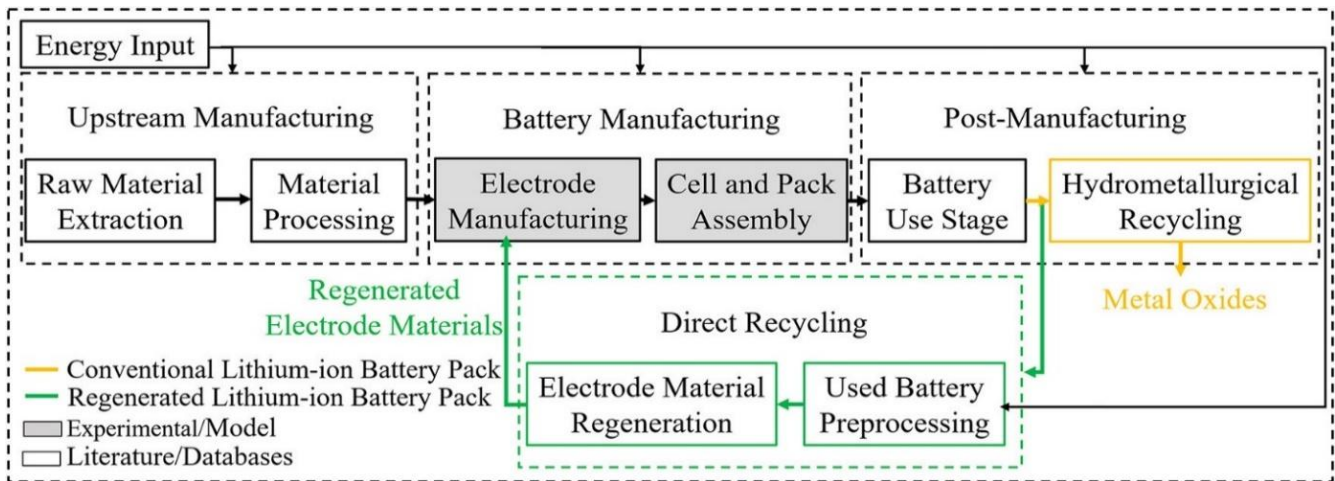 Energy Input
Upstream Manufacturing
Battery Manufacturing
Post-Manufacturing
Raw Material
Extraction
Material
Processing
Electrode
Manufacturing
Cell and Pack
Assembly
Battery
Use Stage
Hydrometallurgical
Recycling
Regenerated
Electrode Materials
Metal Oxides
Direct Recycling
Electrode Material
Regeneration
Used Battery
Preprocessing
Conventional Lithium-ion Battery Pack
Regenerated Lithium-ion Battery Pack
Experimental/Model
Literature/Databases